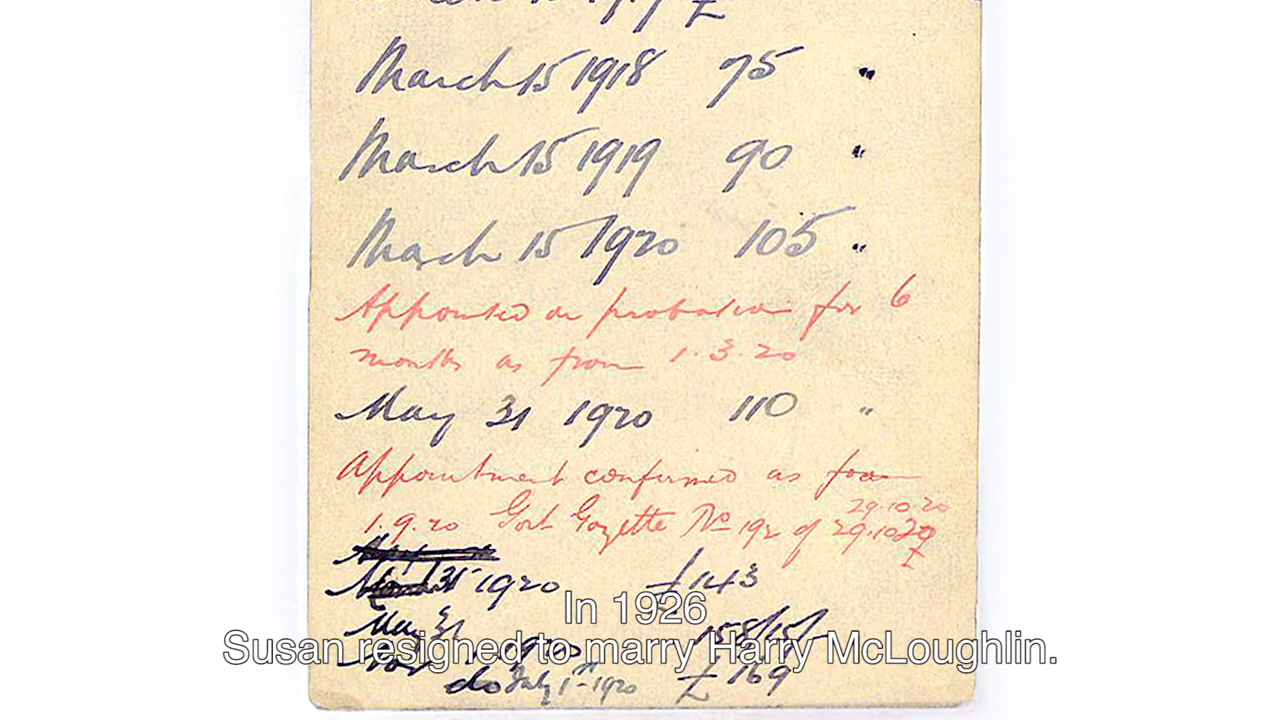 March 15 1918 75 "
March 15 1919 90 "
March 15 1920 105 "
Appointed on probation for 6
months as from 1.3.20
May 31 1920 110 "
Appointment confirmed as from
29.10.20
1.9.20 Govt Gazette No 192 of 29.10.20
31 1920 £143
May 31
do July 1st 1920 £169
In 1926
Susan resigned to marry Harry McLoughlin.